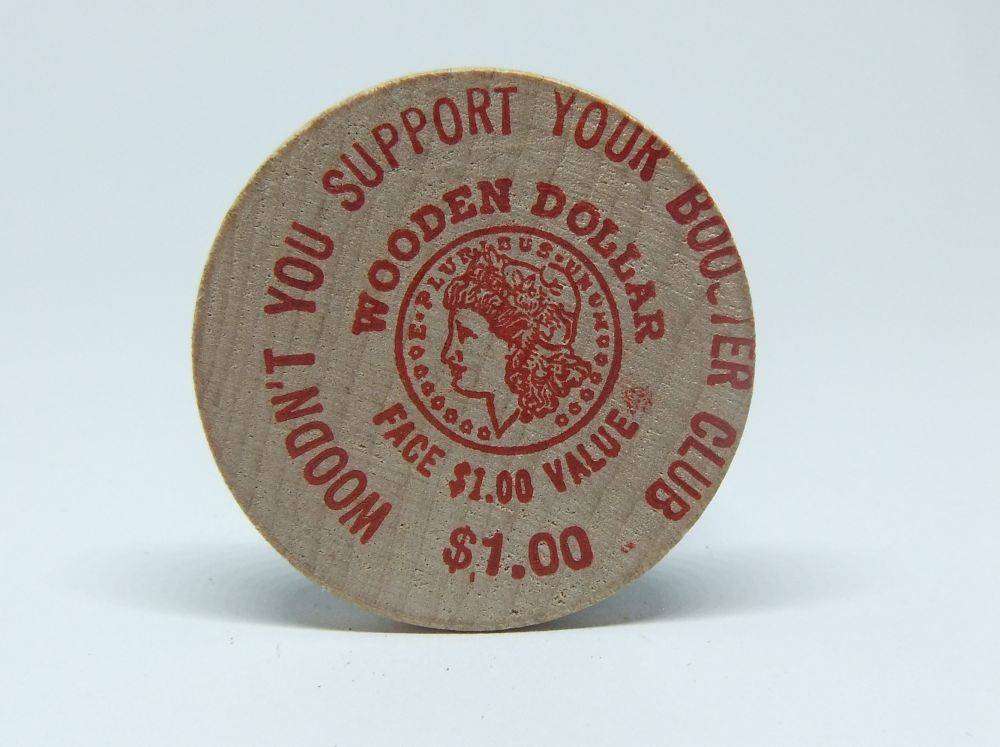 WOODN'T YOU SUPPORT YOUR BOOSTER CLUB
WOODEN DOLLAR
E·PLURIBUS·UNUM
FACE $1.00 VALUE
$1.00